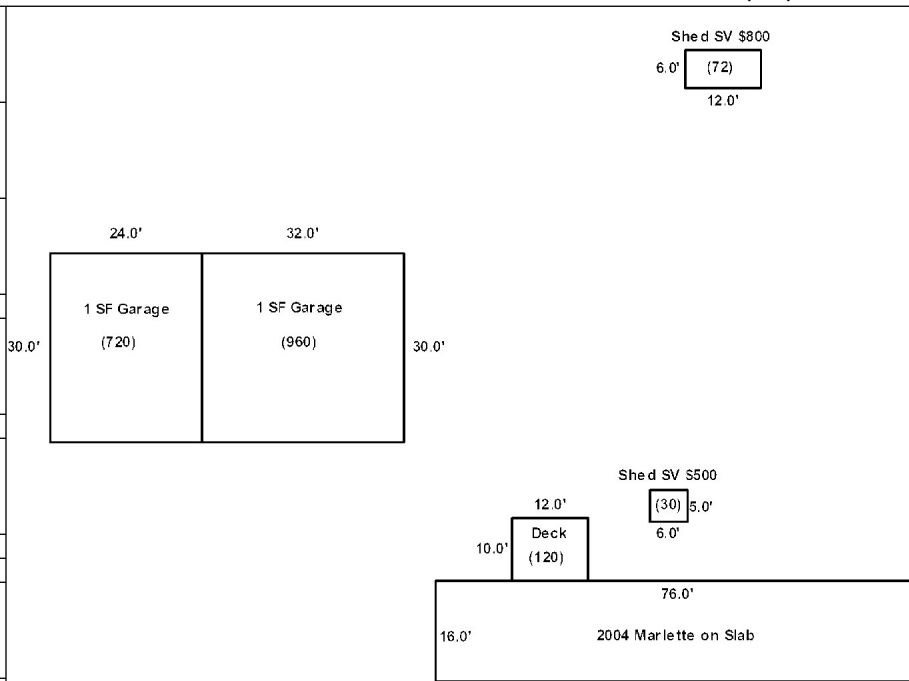 Shed SV $800
6.0'
(72)
12.0'
24.0'
32.0'
1 SF Garage
(720)
1 SF Garage
(960)
30.0'
30.0'
Shed SV $500
(30)
5.0'
6.0'
12.0'
Deck
(120)
10.0'
76.0'
16.0'
2004 Marlette on Slab